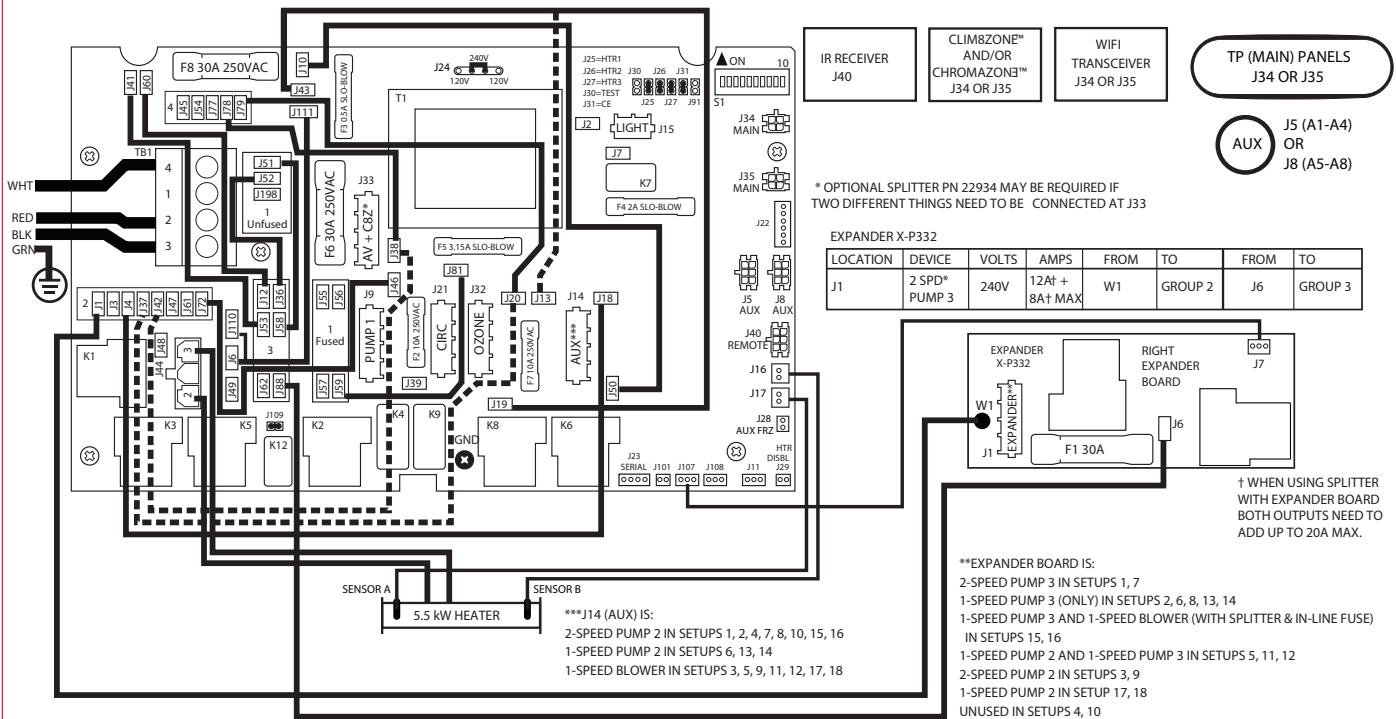 F8 30A 250VAC
J41
J60
4
J45
J54
J77
J78
J79
J10
J43
J111
F3 0.5A SLO-BLOW
J24
240V
120V
120V
T1
J25=HTR1
J26=HTR2
J27=HTR3
J30=TEST
J31=CE
J30
J26
J31
J25
J27
J91
ON
10
S1
J2
LIGHT
J15
J7
K7
F4 2A SLO-BLOW
J34
MAIN
J35
MAIN
J22
J5
AUX
J8
AUX
J40
REMOTE
J16
J17
J28
AUX FRZ
HTR
DISBL
J29
J11
J108
J107
J101
J23
SERIAL
WHT
RED
BLK
GRN
TB1
4
1
2
3
J51
J52
J198
1
Unfused
F6 30A 250VAC
J33
AV + C8Z*
J38
J46
F5 3.15A SLO-BLOW
J81
J12
J36
J53
J58
3
J62
J88
J55
J56
1
Fused
J57
J59
J9
PUMP 1
F2 10A 250VAC
J39
J21
CIRC
J32
OZONE
J20
J13
F7 10A 250VAC
J14
AUX***
J18
J50
J19
2
J1
J3
J4
J37
J42
J47
J61
J72
J110
J6
J49
J48
J44
3
2
K1
K3
K5
J109
K12
K2
K4
K9
GND
K8
K6
IR RECEIVER
J40
CLIM8ZONE™
AND/OR
CHROMAZONE™
J34 OR J35
WIFI
TRANSCEIVER
J34 OR J35
TP (MAIN) PANELS
J34 OR J35
AUX
J5 (A1-A4)
OR
J8 (A5-A8)
* OPTIONAL SPLITTER PN 22934 MAY BE REQUIRED IF
TWO DIFFERENT THINGS NEED TO BE CONNECTED AT J33
EXPANDER X-P332
LOCATION DEVICE VOLTS AMPS FROM TO FROM TO
J1 2 SPD* PUMP 3 240V 12A† + 8A† MAX W1 GROUP 2 J6 GROUP 3
EXPANDER
X-P332
RIGHT
EXPANDER
BOARD
J7
W1
J1
EXPANDER**
F1 30A
J6
† WHEN USING SPLITTER
WITH EXPANDER BOARD
BOTH OUTPUTS NEED TO
ADD UP TO 20A MAX.
SENSOR A
SENSOR B
5.5 kW HEATER
***J14 (AUX) IS:
2-SPEED PUMP 2 IN SETUPS 1, 2, 4, 7, 8, 10, 15, 16
1-SPEED PUMP 2 IN SETUPS 6, 13, 14
1-SPEED BLOWER IN SETUPS 3, 5, 9, 11, 12, 17, 18
**EXPANDER BOARD IS:
2-SPEED PUMP 3 IN SETUPS 1, 7
1-SPEED PUMP 3 (ONLY) IN SETUPS 2, 6, 8, 13, 14
1-SPEED PUMP 3 AND 1-SPEED BLOWER (WITH SPLITTER & IN-LINE FUSE)
IN SETUPS 15, 16
1-SPEED PUMP 2 AND 1-SPEED PUMP 3 IN SETUPS 5, 11, 12
2-SPEED PUMP 2 IN SETUPS 3, 9
1-SPEED PUMP 2 IN SETUP 17, 18
UNUSED IN SETUPS 4, 10